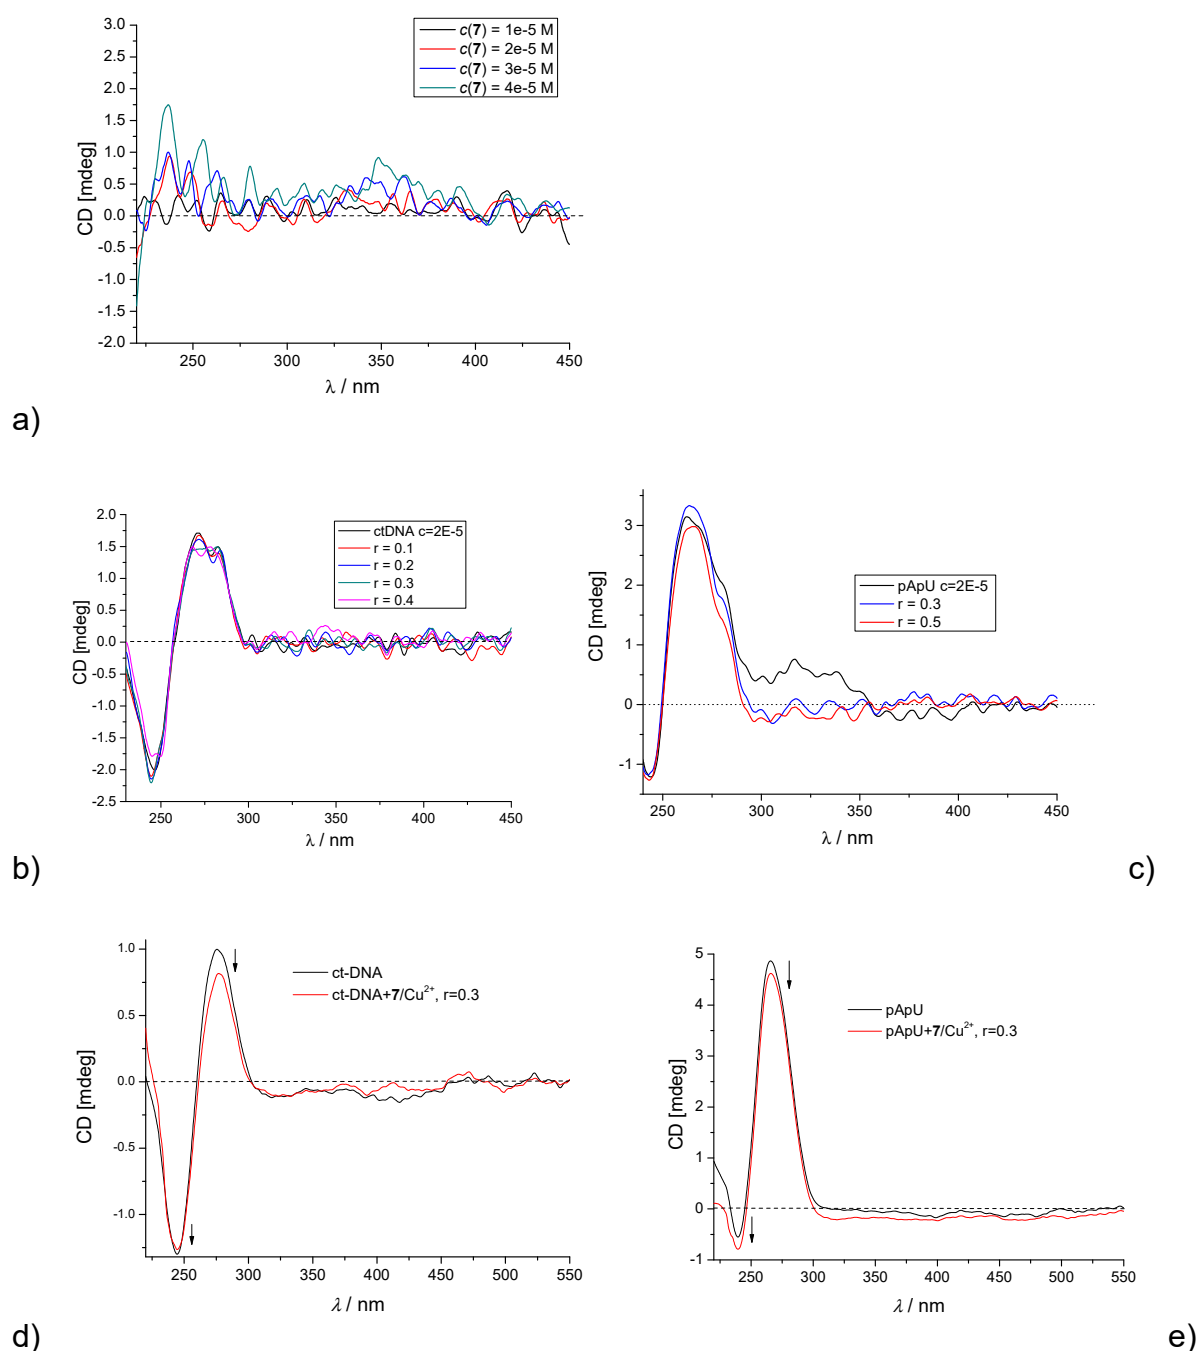 3.0
2.5
2.0
1.5
1.0
0.5
0.0
-0.5
-1.0
-1.5
-2.0
CD [mdeg]
c(7) = 1e-5 M
c(7) = 2e-5 M
c(7) = 3e-5 M
c(7) = 4e-5 M
250 300 350 400 450
λ / nm
a)
2.0
1.5
1.0
0.5
0.0
-0.5
-1.0
-1.5
-2.0
-2.5
CD [mdeg]
ctDNA c=2E-5
r = 0.1
r = 0.2
r = 0.3
r = 0.4
250 300 350 400 450
λ / nm
b)
3
2
1
0
-1
CD [mdeg]
pApU c=2E-5
r = 0.3
r = 0.5
250 300 350 400 450
λ / nm
c)
1.0
0.5
0.0
-0.5
-1.0
CD [mdeg]
ct-DNA
ct-DNA+7/Cu²⁺, r=0.3
250 300 350 400 450 500 550
λ / nm
d)
5
4
3
2
1
0
-1
CD [mdeg]
pApU
pApU+7/Cu²⁺, r=0.3
250 300 350 400 450 500 550
λ / nm
e)